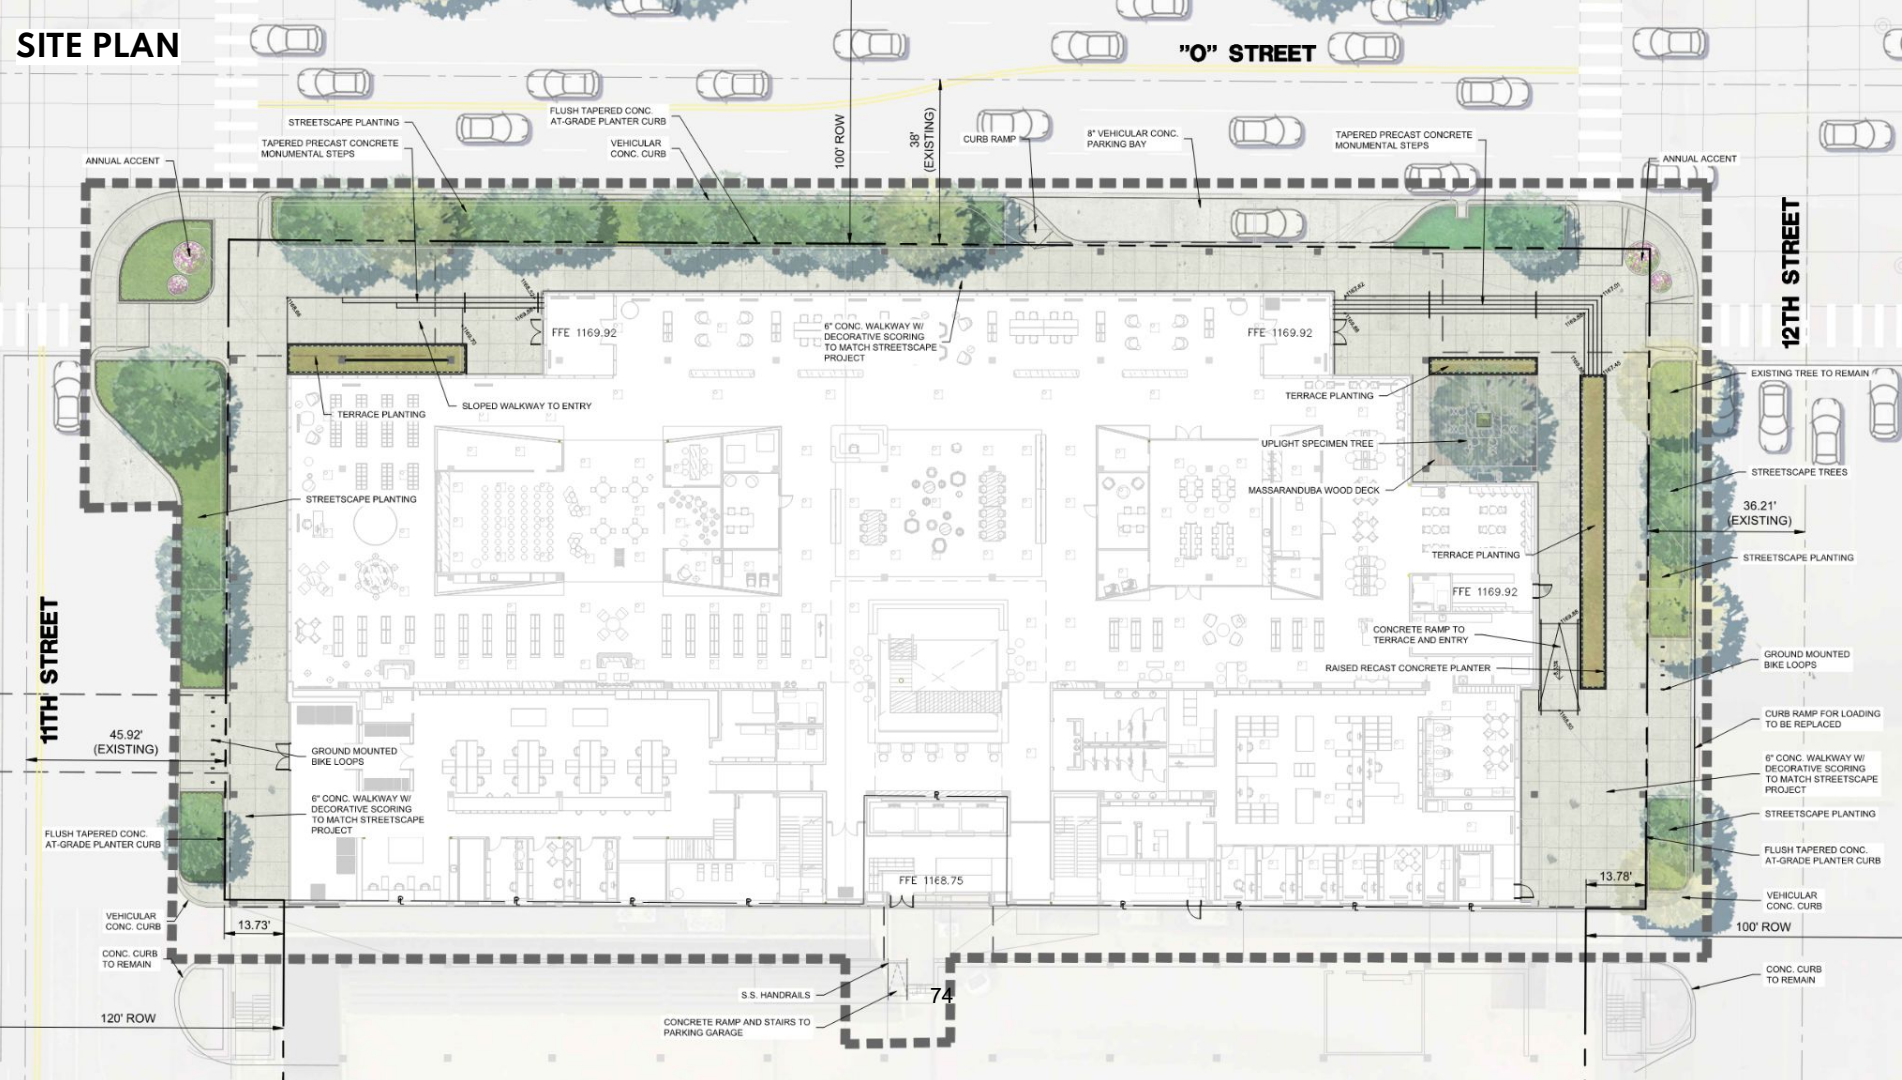 SITE PLAN
"O" STREET
FLUSH TAPERED CONC.
AT-GRADE PLANTER CURB
STREETSCAPE PLANTING
TAPERED PRECAST CONCRETE
MONUMENTAL STEPS
VEHICULAR
CONC. CURB
100' ROW
38'
(EXISTING)
CURB RAMP
8" VEHICULAR CONC.
PARKING BAY
TAPERED PRECAST CONCRETE
MONUMENTAL STEPS
ANNUAL ACCENT
ANNUAL ACCENT
12TH STREET
FFE 1169.92
6" CONC. WALKWAY W/
DECORATIVE SCORING
TO MATCH STREETSCAPE
PROJECT
FFE 1169.92
EXISTING TREE TO REMAIN
TERRACE PLANTING
SLOPED WALKWAY TO ENTRY
TERRACE PLANTING
UPLIGHT SPECIMEN TREE
STREETSCAPE TREES
MASSARANDUBA WOOD DECK
STREETSCAPE PLANTING
36.21'
(EXISTING)
TERRACE PLANTING
STREETSCAPE PLANTING
FFE 1169.92
11TH STREET
CONCRETE RAMP TO
TERRACE AND ENTRY
RAISED RECAST CONCRETE PLANTER
GROUND MOUNTED
BIKE LOOPS
CURB RAMP FOR LOADING
TO BE REPLACED
45.92'
(EXISTING)
GROUND MOUNTED
BIKE LOOPS
6" CONC. WALKWAY W/
DECORATIVE SCORING
TO MATCH STREETSCAPE
PROJECT
6" CONC. WALKWAY W/
DECORATIVE SCORING
TO MATCH STREETSCAPE
PROJECT
STREETSCAPE PLANTING
FLUSH TAPERED CONC.
AT-GRADE PLANTER CURB
FLUSH TAPERED CONC.
AT-GRADE PLANTER CURB
FFE 1168.75
13.78'
VEHICULAR
CONC. CURB
VEHICULAR
CONC. CURB
13.73'
100' ROW
CONC. CURB
TO REMAIN
CONC. CURB
TO REMAIN
S.S. HANDRAILS
74
120' ROW
CONCRETE RAMP AND STAIRS TO
PARKING GARAGE